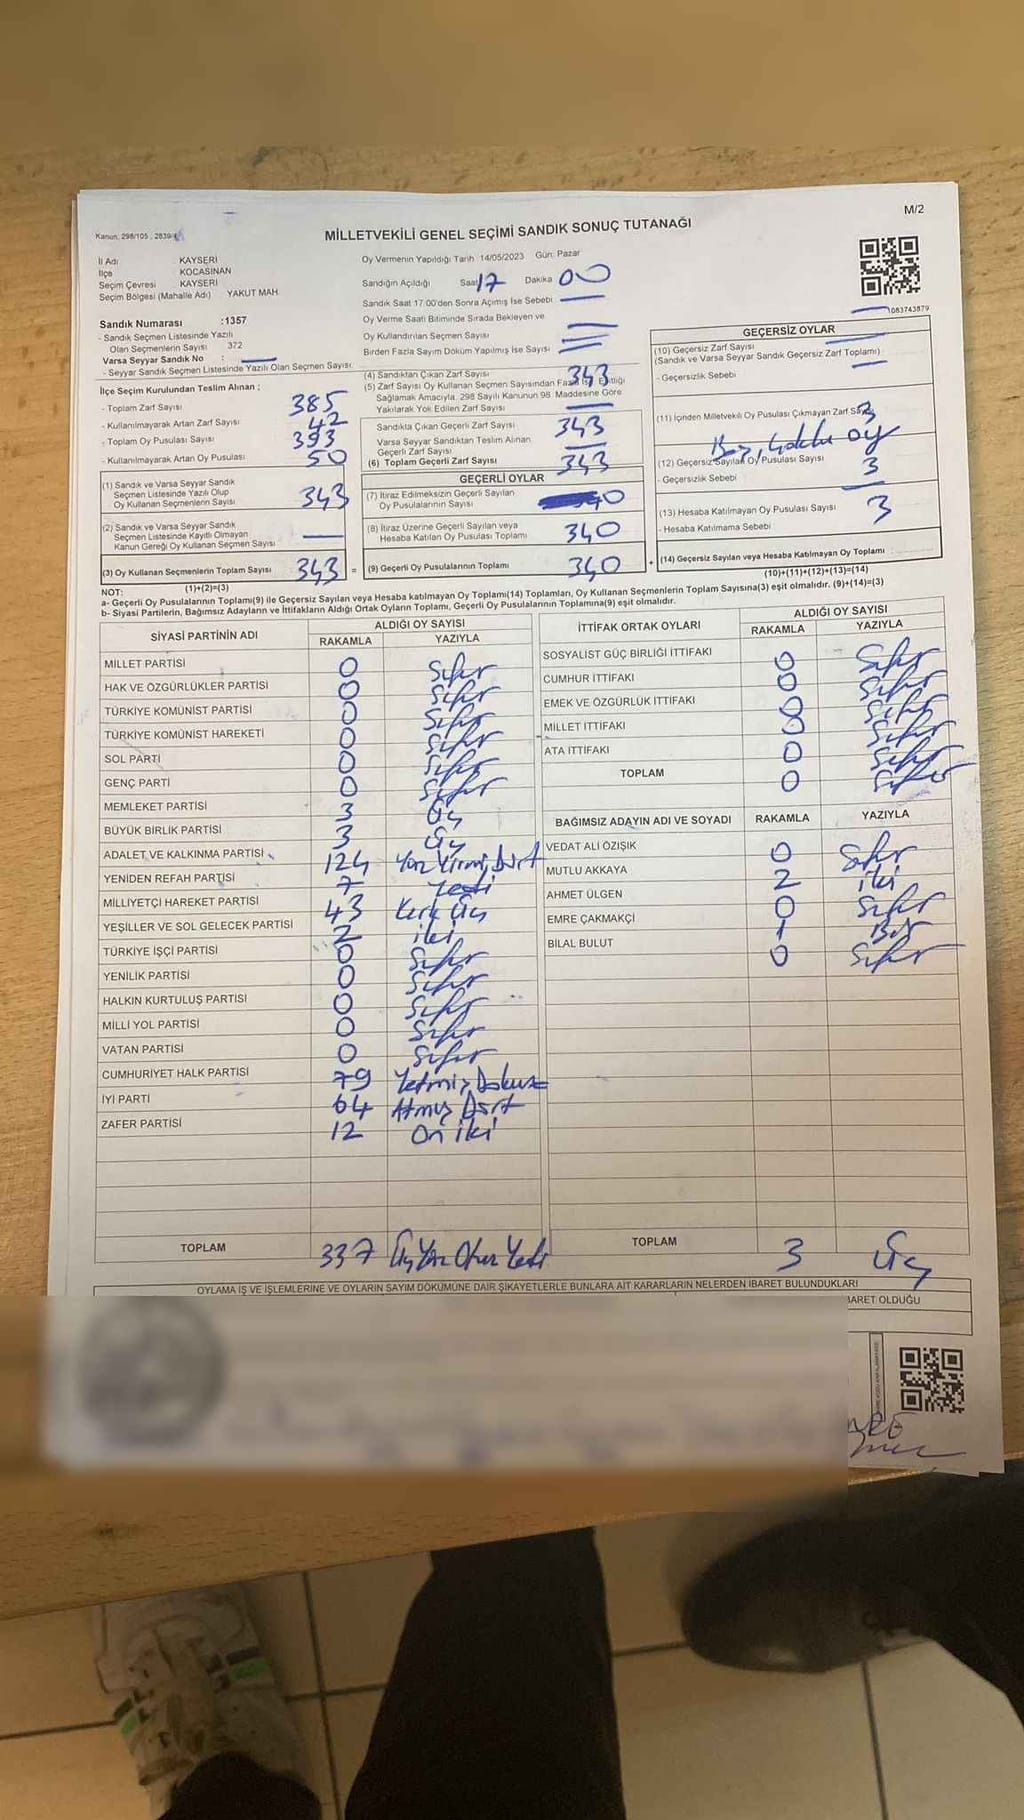 M/2
Kanun, 298/105 , 2839/
MİLLETVEKİLİ GENEL SEÇİMİ SANDIK SONUÇ TUTANAĞI
İl Adı KAYSERİ
İlçe KOCASİNAN
Seçim Çevresi KAYSERİ
Seçim Bölgesi (Mahalle Adı) YAKUT MAH.
Sandık Numarası :1357
- Sandık Seçmen Listesinde Yazılı
Olan Seçmenlerin Sayısı 372
Varsa Seyyar Sandık No :
- Seyyar Sandık Seçmen Listesinde Yazılı Olan Seçmen Sayısı:
İlçe Seçim Kurulundan Teslim Alınan ;
- Toplam Zarf Sayısı 385
- Kullanılmayarak Artan Zarf Sayısı 42
- Toplam Oy Pusulası Sayısı 393
- Kullanılmayarak Artan Oy Pusulası 50
(1) Sandık ve Varsa Seyyar Sandık
Seçmen Listesinde Yazılı Olup
Oy Kullanan Seçmenlerin Sayısı 343
(2) Sandık ve Varsa Seyyar Sandık
Seçmen Listesinde Kayıtlı Olmayan
Kanun Gereği Oy Kullanan Seçmen Sayısı
(3) Oy Kullanan Seçmenlerin Toplam Sayısı 343 =
(1)+(2)=(3)
Oy Vermenin Yapıldığı Tarih 14/05/2023 Gün: Pazar
Sandığın Açıldığı Saat 17 Dakika 00
Sandık Saat 17:00'den Sonra Açımış İse Sebebi
Oy Verme Saati Bitiminde Sırada Bekleyen ve
Oy Kullandırılan Seçmen Sayısı
Birden Fazla Sayım Döküm Yapılmış İse Sayısı
(4) Sandıktan Çıkan Zarf Sayısı 343
(5) Zarf Sayısı Oy Kullanan Seçmen Sayısından Fazla İse Eşitliği
Sağlamak Amacıyla, 298 Sayılı Kanunun 98. Maddesine Göre
Yakılarak Yok Edilen Zarf Sayısı
Sandıkta Çıkan Geçerli Zarf Sayısı 343
Varsa Seyyar Sandıktan Teslim Alınan
Geçerli Zarf Sayısı
(6) Toplam Geçerli Zarf Sayısı 343
GEÇERLİ OYLAR
(7) İtiraz Edilmeksizin Geçerli Sayılan
Oy Pusulalarının Sayısı
(8) İtiraz Üzerine Geçerli Sayılan veya
Hesaba Katılan Oy Pusulası Toplamı 340
(9) Geçerli Oy Pusulalarının Toplamı 340 +
1083743879
GEÇERSİZ OYLAR
(10) Geçersiz Zarf Sayısı
(Sandık ve Varsa Seyyar Sandık Geçersiz Zarf Toplamı)
- Geçersizlik Sebebi
(11) İçinden Milletvekili Oy Pusulası Çıkmayan Zarf Sayısı 3
Boş, Çoklu oy
(12) Geçersiz Sayılan Oy Pusulası Sayısı 3
- Geçersizlik Sebebi
(13) Hesaba Katılmayan Oy Pusulası Sayısı 3
- Hesaba Katılmama Sebebi
(14) Geçersiz Sayılan veya Hesaba Katılmayan Oy Toplamı
(10)+(11)+(12)+(13)=(14)
NOT:
a- Geçerli Oy Pusulalarının Toplamı(9) ile Geçersiz Sayılan veya Hesaba katılmayan Oy Toplamı(14) Toplamları, Oy Kullanan Seçmenlerin Toplam Sayısına(3) eşit olmalıdır. (9)+(14)=(3)
b- Siyasi Partilerin, Bağımsız Adayların ve İttifakların Aldığı Ortak Oyların Toplamı, Geçerli Oy Pusulalarının Toplamına(9) eşit olmalıdır.
SİYASİ PARTİNİN ADI ALDIĞI OY SAYISI
RAKAMLA YAZIYLA
MİLLET PARTİSİ 0 Sıfır
HAK VE ÖZGÜRLÜKLER PARTİSİ 0 Sıfır
TÜRKİYE KOMÜNİST PARTİSİ 0 Sıfır
TÜRKİYE KOMÜNİST HAREKETİ 0 Sıfır
SOL PARTİ 0 Sıfır
GENÇ PARTİ 0 Sıfır
MEMLEKET PARTİSİ 3 Üç
BÜYÜK BİRLİK PARTİSİ 3 Üç
ADALET VE KALKINMA PARTİSİ 124 Yüz Yirmi Dört
YENİDEN REFAH PARTİSİ 7 Yedi
MİLLİYETÇİ HAREKET PARTİSİ 43 Kırk Üç
YEŞİLLER VE SOL GELECEK PARTİSİ 2 iki
TÜRKİYE İŞÇİ PARTİSİ 0 Sıfır
YENİLİK PARTİSİ 0 Sıfır
HALKIN KURTULUŞ PARTİSİ 0 Sıfır
MİLLİ YOL PARTİSİ 0 Sıfır
VATAN PARTİSİ 0 Sıfır
CUMHURİYET HALK PARTİSİ 79 Yetmiş Dokuz
İYİ PARTİ 64 Atmış Dört
ZAFER PARTİSİ 12 On iki
TOPLAM 337 Üç Yüz Otuz Yedi
İTTİFAK ORTAK OYLARI ALDIĞI OY SAYISI
RAKAMLA YAZIYLA
SOSYALİST GÜÇ BİRLİĞİ İTTİFAKI 0 Sıfır
CUMHUR İTTİFAKI 0 Sıfır
EMEK VE ÖZGÜRLÜK İTTİFAKI 0 Sıfır
MİLLET İTTİFAKI 0 Sıfır
ATA İTTİFAKI 0 Sıfır
TOPLAM 0 Sıfır
BAĞIMSIZ ADAYIN ADI VE SOYADI RAKAMLA YAZIYLA
VEDAT ALİ ÖZIŞIK 0 Sıfır
MUTLU AKKAYA 2 iki
AHMET ÜLGEN 0 Sıfır
EMRE ÇAKMAKÇI 1 Bir
BİLAL BULUT 0 Sıfır
TOPLAM 3 Üç
OYLAMA İŞ VE İŞLEMLERİNE VE OYLARIN SAYIM DÖKÜMÜNE DAİR ŞİKAYETLERLE BUNLARA AİT KARARLARIN NELERDEN İBARET BULUNDUKLARI
BARET OLDUĞU